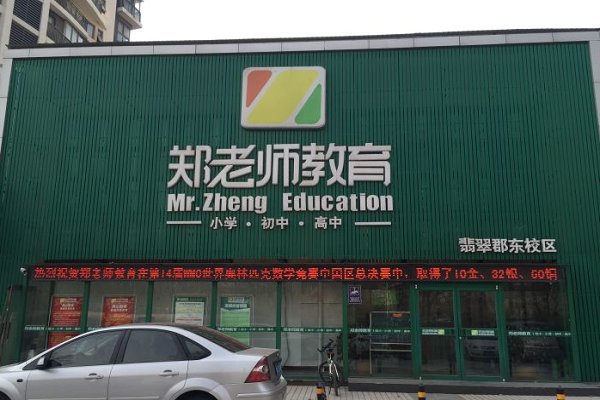 郑老师教育
Mr.Zheng Education
小学·初中·高中
翡翠郡东校区
热烈祝贺郑老师教育在第14届WMO世界奥林匹克数学竞赛中国区总决赛中，取得了10金、32银、60铜